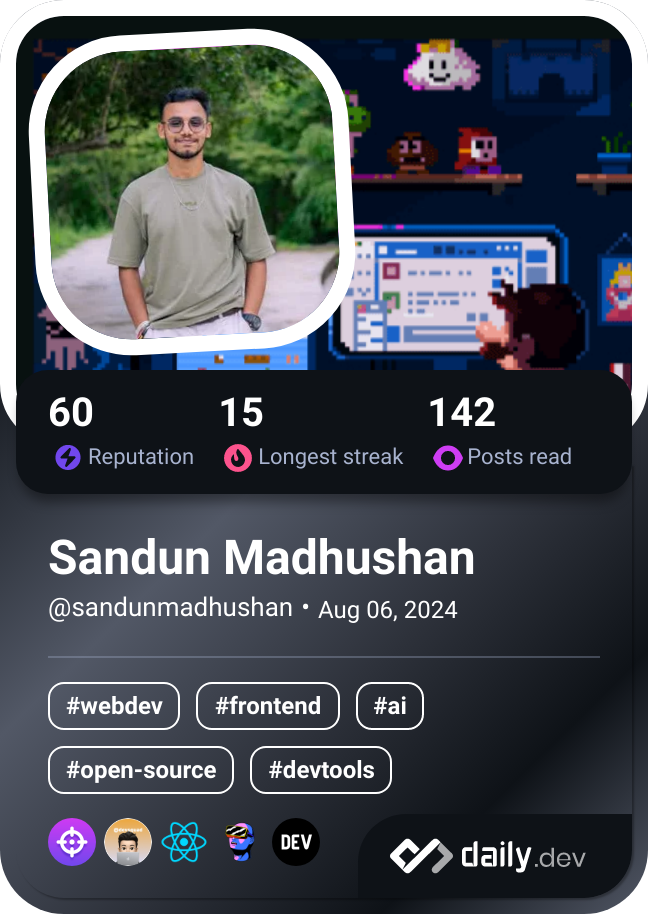 60 15 142
Reputation Longest streak Posts read
Sandun Madhushan
@sandunmadhushan • Aug 06, 2024
#webdev #frontend #ai
#open-source #devtools
DEV
daily.dev